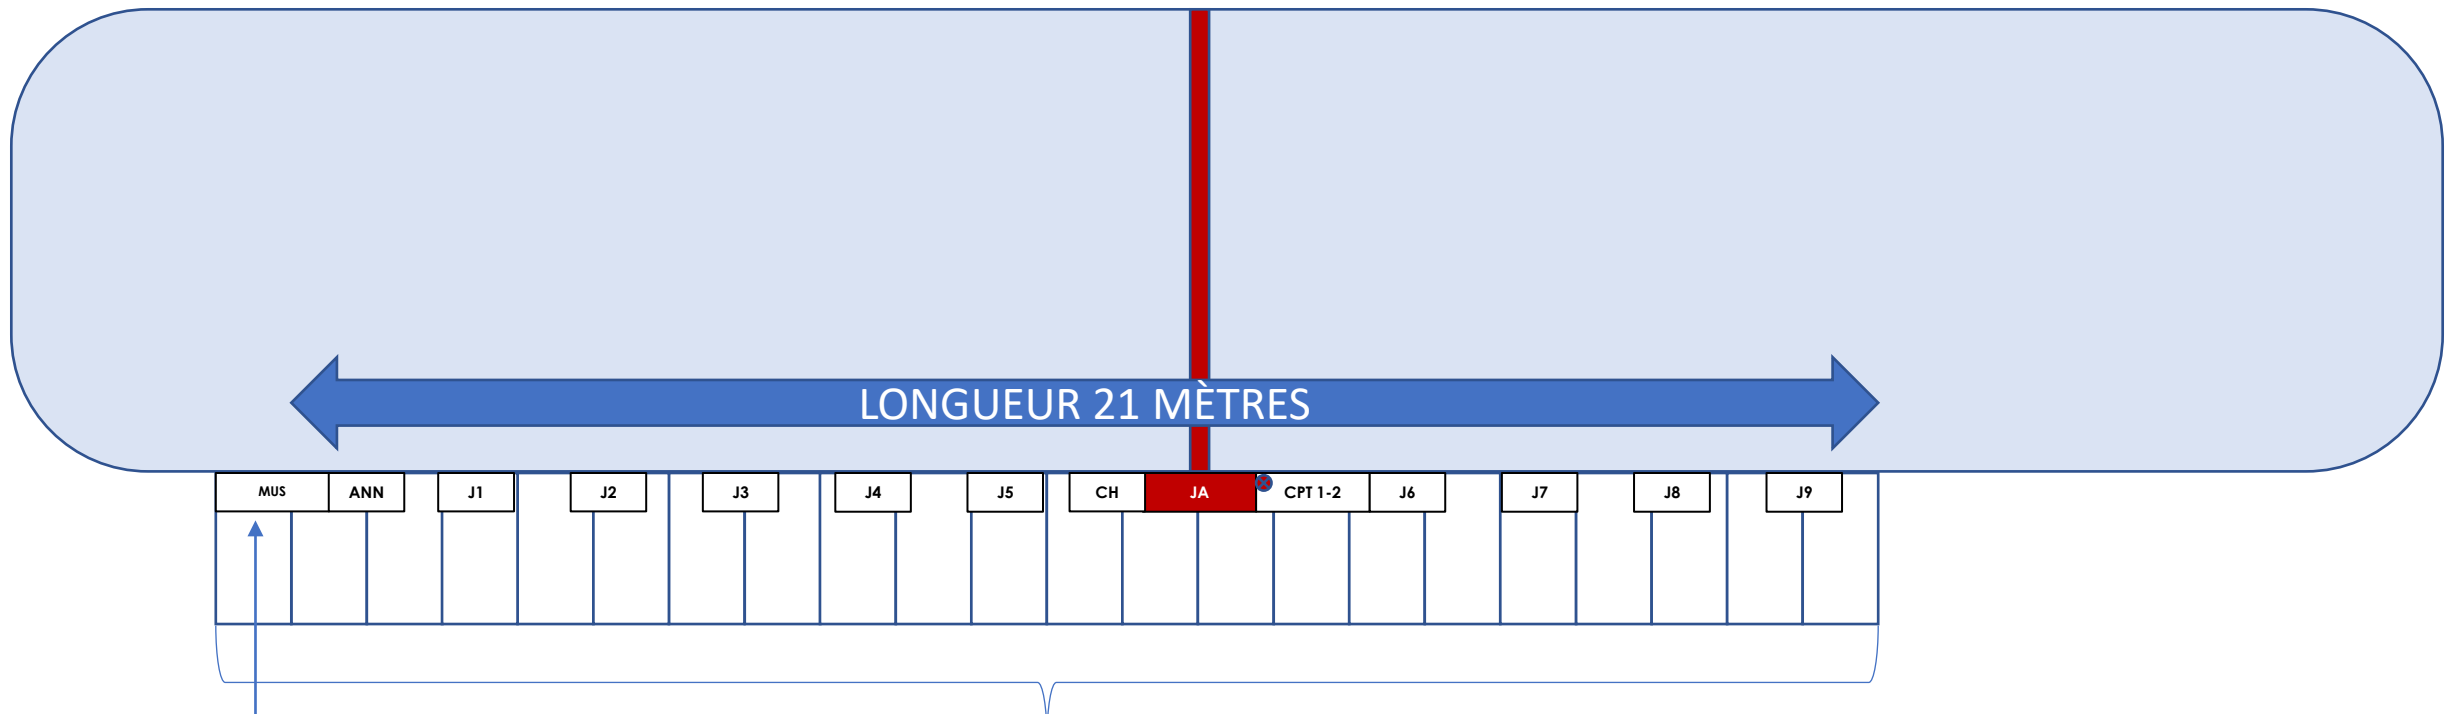 LONGUEUR 21 MÈTRES
MUS ANN J1 J2 J3 J4 J5 CH JA CPT 1-2 J6 J7 J8 J9